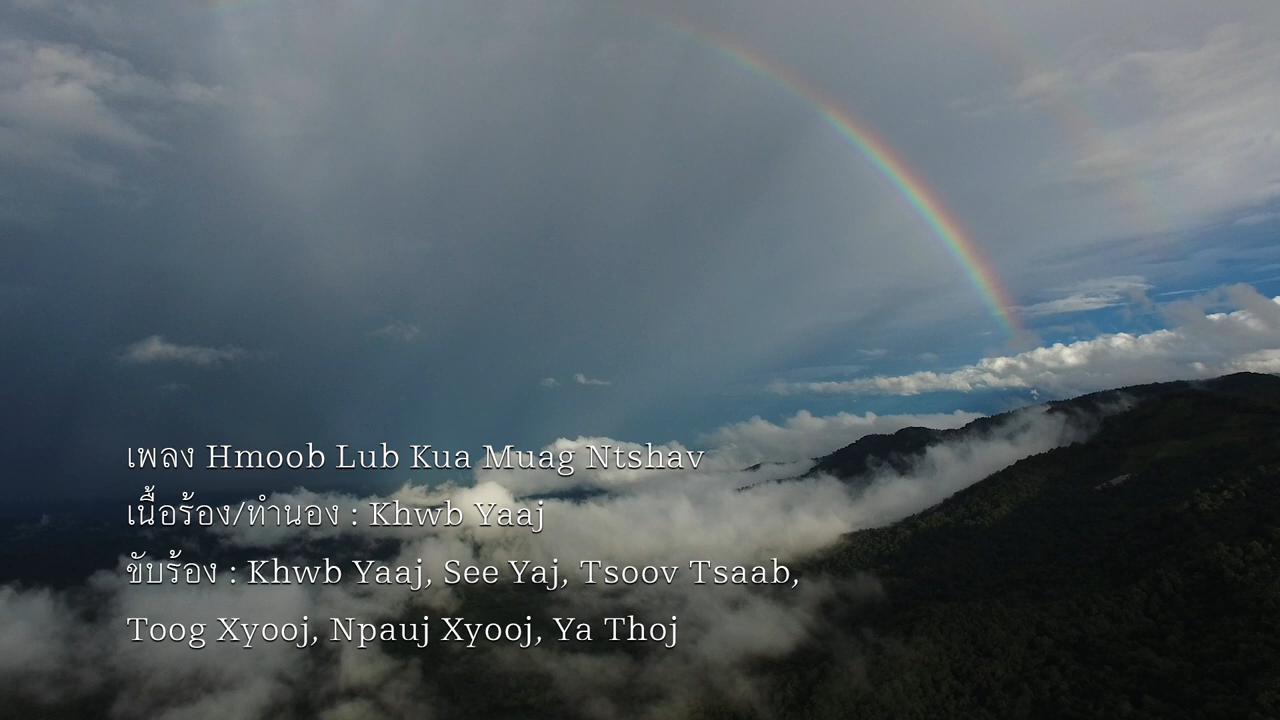 เพลง Hmoob Lub Kua Muag Ntshav
เนื้อร้อง/ทำนอง : Khwb Yaaj
ขับร้อง : Khwb Yaaj, See Yaj, Tsoov Tsaab,
Toog Xyooj, Npauj Xyooj, Ya Thoj